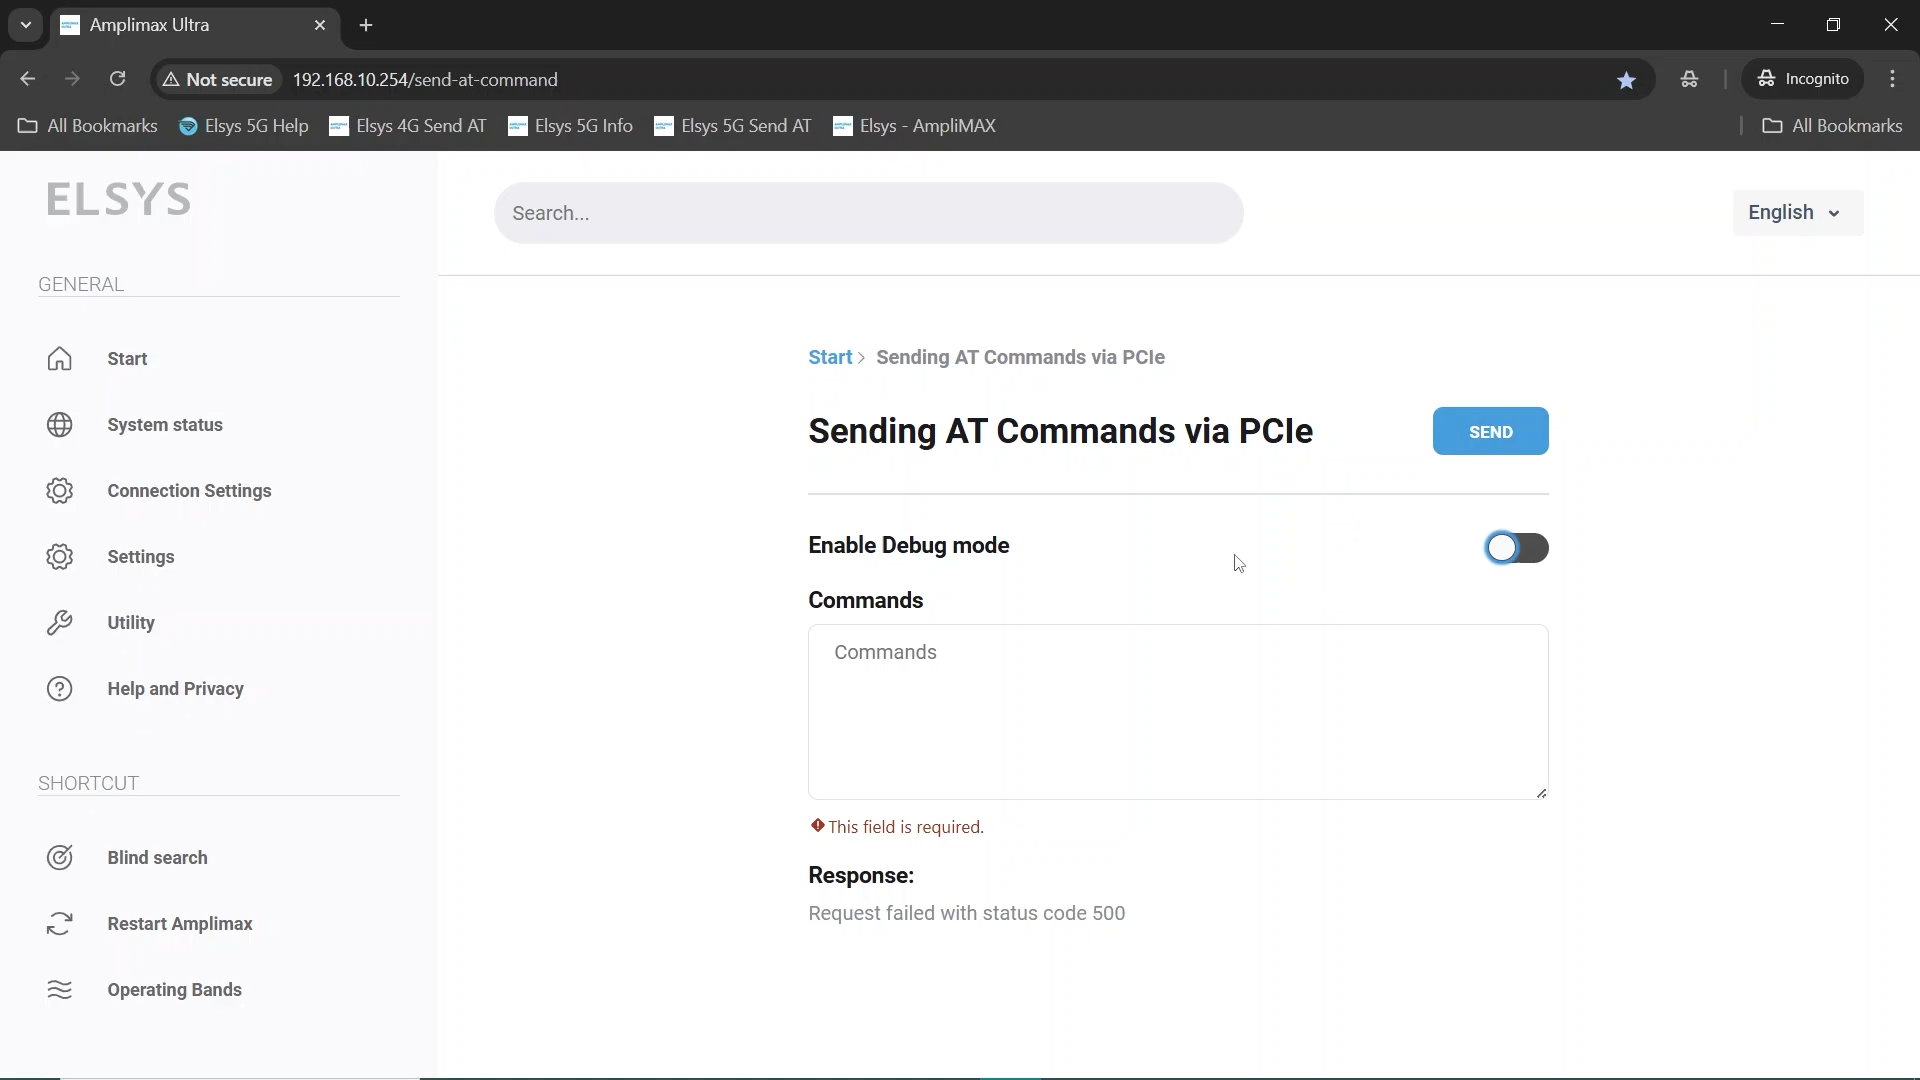 Amplimax Ultra
Not secure
192.168.10.254/send-at-command
Incognito
All Bookmarks
Elsys 5G Help
Elsys 4G Send AT
Elsys 5G Info
Elsys 5G Send AT
Elsys - AmpliMAX
All Bookmarks
ELSYS
Search...
English
GENERAL
Start
System status
Connection Settings
Settings
Utility
Help and Privacy
SHORTCUT
Blind search
Restart Amplimax
Operating Bands
Start > Sending AT Commands via PCIe
Sending AT Commands via PCIe
SEND
Enable Debug mode
Commands
Commands
This field is required.
Response:
Request failed with status code 500